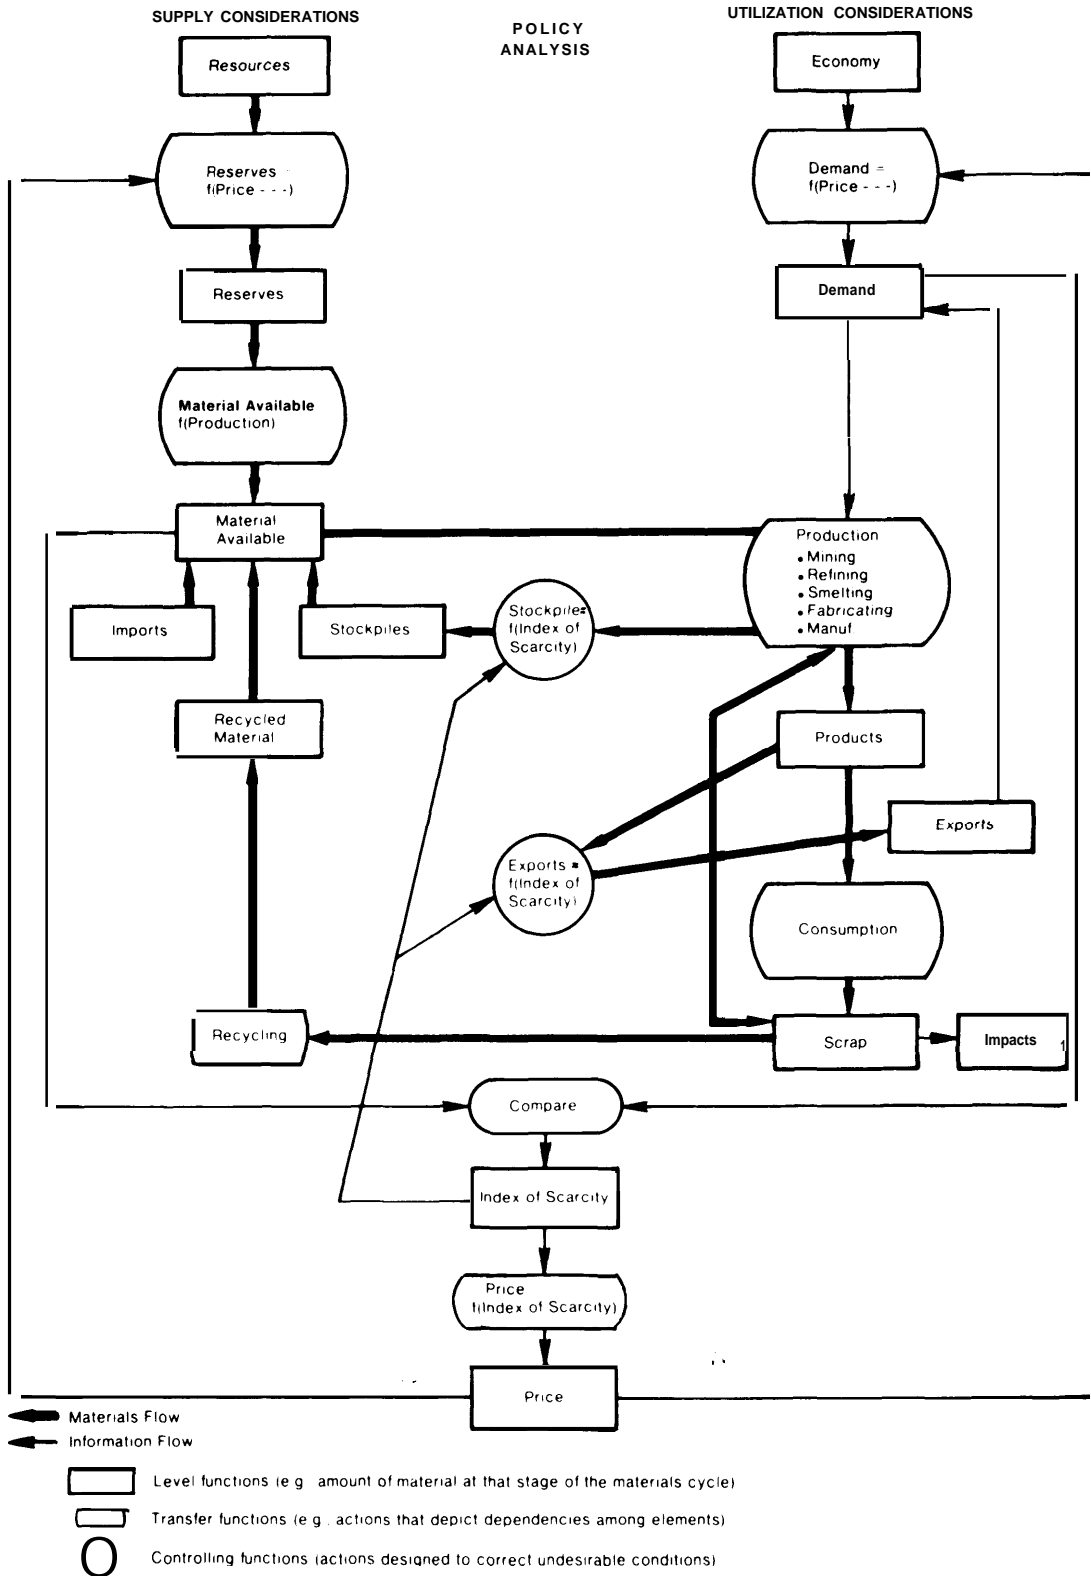 SUPPLY CONSIDERATIONS
POLICY
ANALYSIS
UTILIZATION CONSIDERATIONS
Resources
Economy
Reserves -
f(Price - - -)
Demand =
f(Price - - -)
Reserves
Demand
Material Available
f(Production)
Material
Available
Production
• Mining
• Refining
• Smelting
• Fabricating
• Manuf
Imports
Stockpiles
Stockpile=
f(Index of
Scarcity)
Recycled
Material
Products
Exports
Exports =
f(Index of
Scarcity)
Consumption
Recycling
Scrap
Impacts
1
Compare
Index of Scarcity
Price
f(Index of Scarcity)
Price
Materials Flow
Information Flow
Level functions (e g amount of material at that stage of the materials cycle)
Transfer functions (e g . actions that depict dependencies among elements)
Controlling functions (actions designed to correct undesirable conditions)